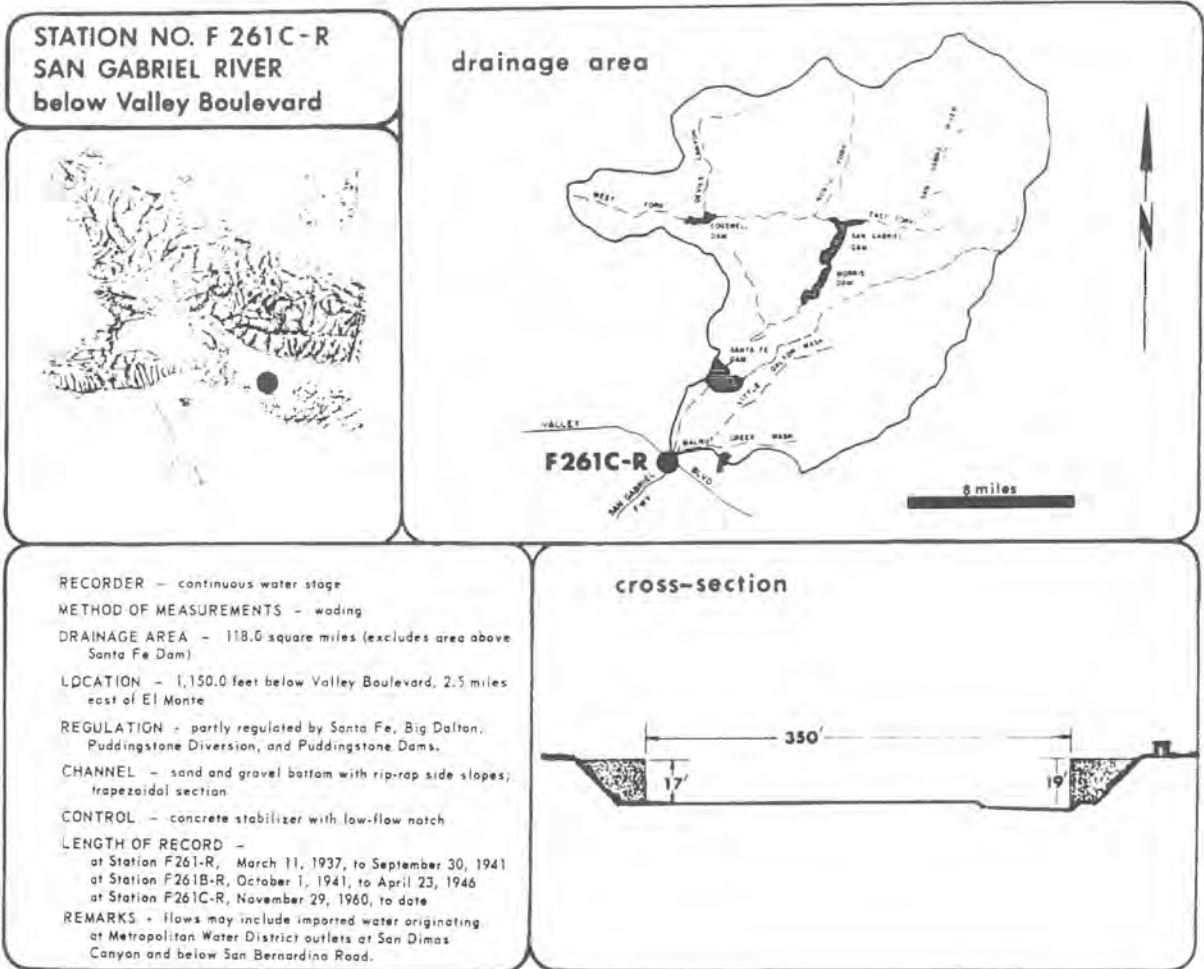 STATION NO. F 261C-R
SAN GABRIEL RIVER
below Valley Boulevard
drainage area
WEST FORK
DEVILS CANYON
COGSWELL DAM
FORK
EAST FORK
SAN GABRIEL RIVER
SAN GABRIEL DAM
MORRIS DAM
N
SANTA FE DAM
LITTLE DALTON WASH
VALLEY
WALNUT CREEK WASH
F261C-R
BLVD
SAN GABRIEL FWY
8 miles
RECORDER – continuous water stage
METHOD OF MEASUREMENTS – wading
DRAINAGE AREA – 118.0 square miles (excludes area above
Santa Fe Dam)
LOCATION – 1,150.0 feet below Valley Boulevard, 2.5 miles
east of El Monte
REGULATION - partly regulated by Santa Fe, Big Dalton,
Puddingstone Diversion, and Puddingstone Dams.
CHANNEL – sand and gravel bottom with rip-rap side slopes;
trapezoidal section
CONTROL – concrete stabilizer with low-flow notch
LENGTH OF RECORD –
at Station F261-R, March 11, 1937, to September 30, 1941
at Station F261B-R, October 1, 1941, to April 23, 1946
at Station F261C-R, November 29, 1960, to date
REMARKS - flows may include imported water originating
at Metropolitan Water District outlets at San Dimas
Canyon and below San Bernardino Road.
cross-section
350'
17'
19'